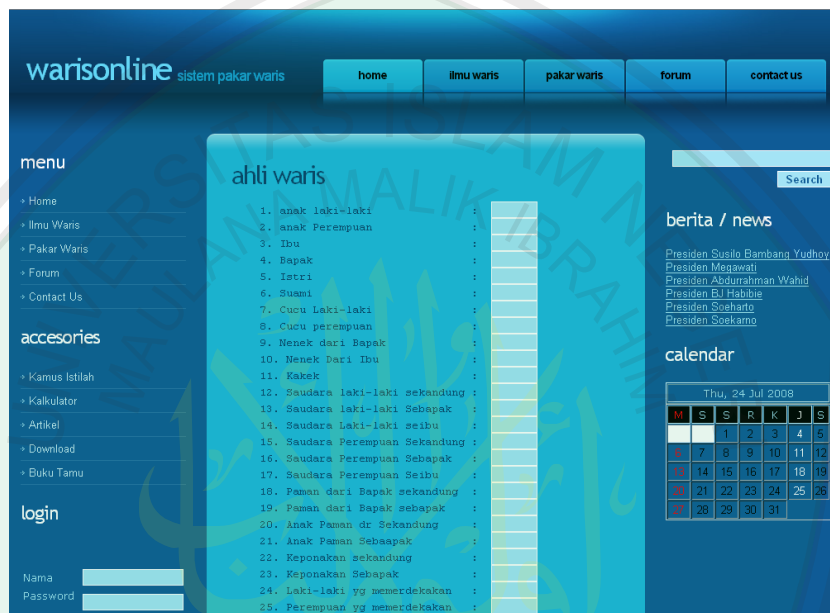 warisonline sistem pakar waris
home
ilmu waris
pakar waris
forum
contact us
menu
Home
Ilmu Waris
Pakar Waris
Forum
Contact Us
accesories
Kamus Istilah
Kalkulator
Artikel
Download
Buku Tamu
login
Nama
Password
ahli waris
1. anak laki-laki :
2. anak Perempuan :
3. Ibu :
4. Bapak :
5. Istri :
6. Suami :
7. Cucu Laki-laki :
8. Cucu perempuan :
9. Nenek dari Bapak :
10. Nenek Dari Ibu :
11. Kakek :
12. Saudara laki-laki sekandung :
13. Saudara laki-laki Sebapak :
14. Saudara Laki-laki seibu :
15. Saudara Perempuan Sekandung :
16. Saudara Perempuan Sebapak :
17. Saudara Perempuan Seibu :
18. Paman dari Bapak sekandung :
19. Paman dari Bapak sebapak :
20. Anak Paman dr Sekandung :
21. Anak Paman Sebaapak :
22. Keponakan sekandung :
23. Keponakan Sebapak :
24. Laki-laki yg memerdekakan :
25. Perempuan yg memerdekakan :
Search
berita / news
Presiden Susilo Bambang Yudhoy
Presiden Megawati
Presiden Abdurrahman Wahid
Presiden BJ Habibie
Presiden Soeharto
Presiden Soekarno
calendar
Thu, 24 Jul 2008
M S S R K J S
1 2 3 4 5
6 7 8 9 10 11 12
13 14 15 16 17 18 19
20 21 22 23 24 25 26
27 28 29 30 31
ISLAM
MAULANA MALIK IBRAHIM